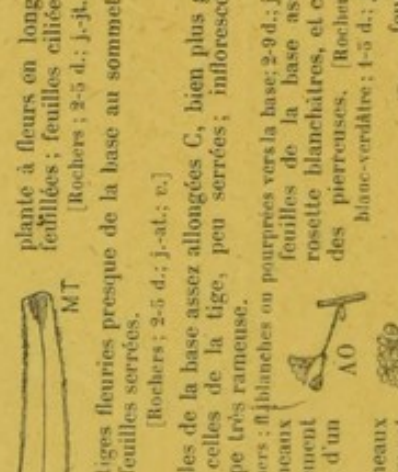 plante à fleurs en long
feuillées; feuilles ciliée
[Rochers; 2-5 d.; j.-jt.
MT
iges fleuries presque de la base au sommet
feuilles serrées.
[Rochers; 2-5 d.; j.-at.; v.]
les de la base assez allongées C, bien plus
celles de la tige, peu serrées; infloresc
pe très rameuse.
ers; fl. blanches ou pourprées vers la base; 2-9 d.;
feuilles de la base as
rosette blanchâtres, et
des pierreuses. [Rocher
blanc-verdâtre; 4-5 d.;
AO
eaux
ment
d'un
eaux